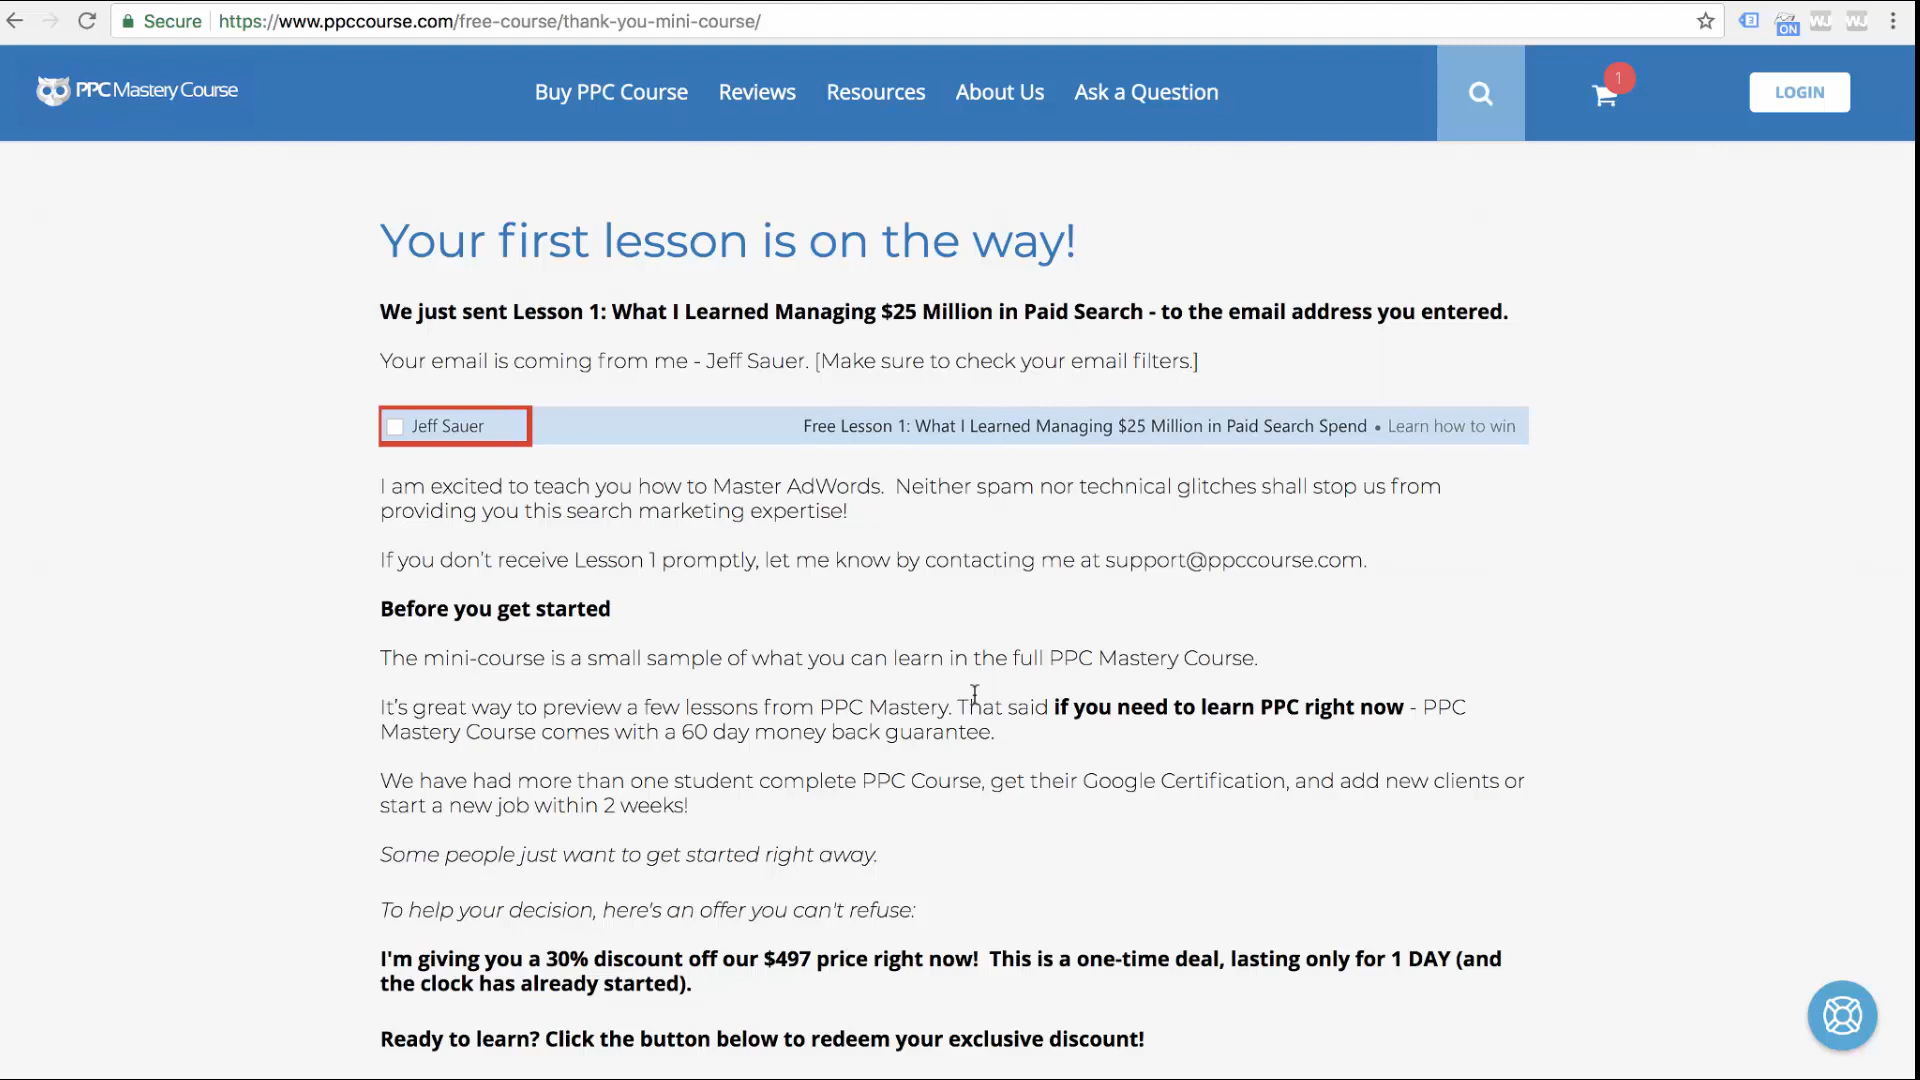 Secure https://www.ppccourse.com/free-course/thank-you-mini-course/
3
ON
WJ WJ
PPC Mastery Course
Buy PPC Course Reviews Resources About Us Ask a Question
1
LOGIN
Your first lesson is on the way!
We just sent Lesson 1: What I Learned Managing $25 Million in Paid Search - to the email address you entered.
Your email is coming from me - Jeff Sauer. [Make sure to check your email filters.]
Jeff Sauer Free Lesson 1: What I Learned Managing $25 Million in Paid Search Spend • Learn how to win
I am excited to teach you how to Master AdWords. Neither spam nor technical glitches shall stop us from
providing you this search marketing expertise!
If you don't receive Lesson 1 promptly, let me know by contacting me at support@ppccourse.com.
Before you get started
The mini-course is a small sample of what you can learn in the full PPC Mastery Course.
It's great way to preview a few lessons from PPC Mastery. That said if you need to learn PPC right now - PPC
Mastery Course comes with a 60 day money back guarantee.
We have had more than one student complete PPC Course, get their Google Certification, and add new clients or
start a new job within 2 weeks!
Some people just want to get started right away.
To help your decision, here's an offer you can't refuse:
I'm giving you a 30% discount off our $497 price right now! This is a one-time deal, lasting only for 1 DAY (and
the clock has already started).
Ready to learn? Click the button below to redeem your exclusive discount!